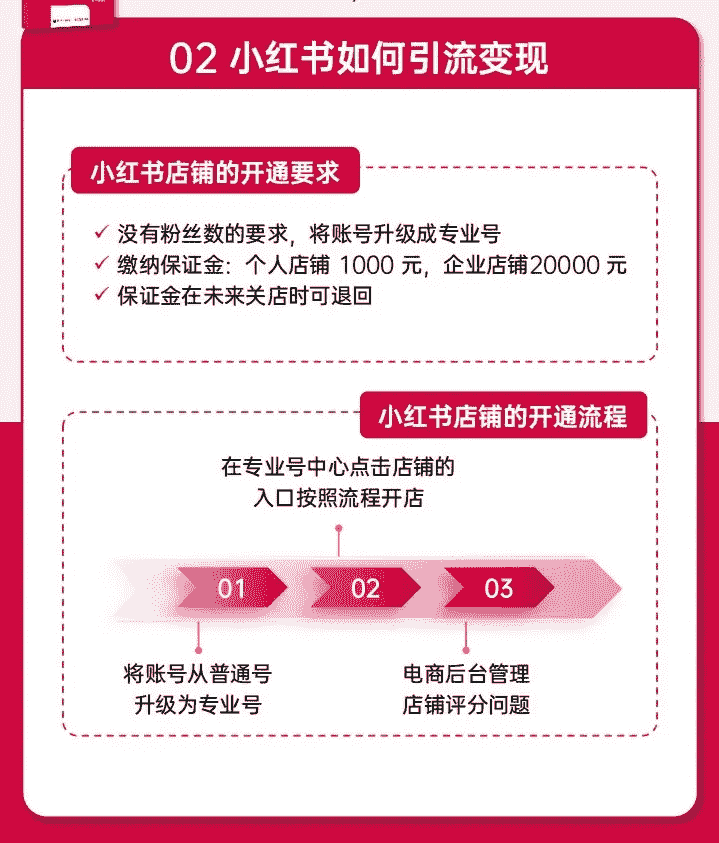 02 小红书如何引流变现
小红书店铺的开通要求
✓ 没有粉丝数的要求，将账号升级成专业号
✓ 缴纳保证金：个人店铺 1000 元，企业店铺20000 元
✓ 保证金在未来关店时可退回
小红书店铺的开通流程
在专业号中心点击店铺的
入口按照流程开店
01
02
03
将账号从普通号
升级为专业号
电商后台管理
店铺评分问题